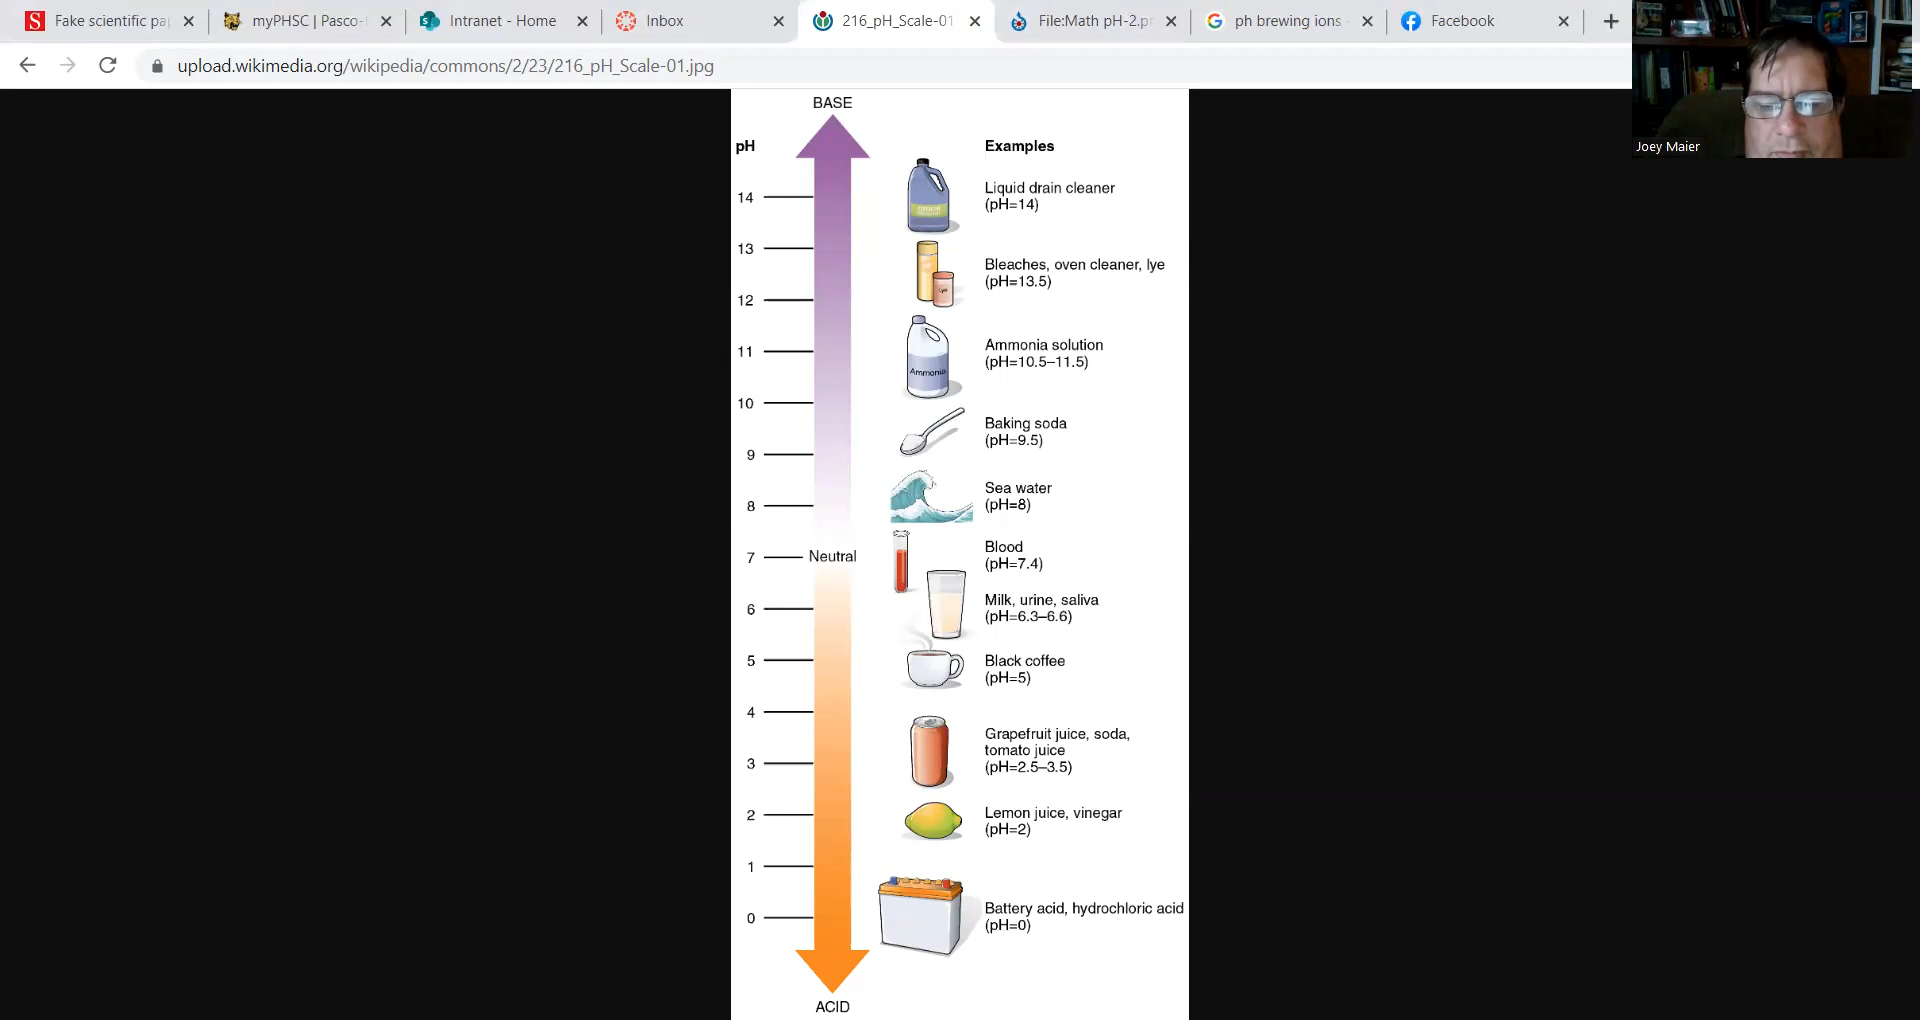 Fake scientific pa
myPHSC | Pasco-
Intranet - Home
Inbox
216_pH_Scale-01
File:Math pH-2.p
ph brewing ions -
Facebook
upload.wikimedia.org/wikipedia/commons/2/23/216_pH_Scale-01.jpg
Joey Maier
BASE
pH
Examples
14
Liquid drain cleaner
(pH=14)
13
Bleaches, oven cleaner, lye
(pH=13.5)
Lye
12
11
Ammonia solution
(pH=10.5–11.5)
Ammonia
10
Baking soda
(pH=9.5)
9
Sea water
(pH=8)
8
Blood
(pH=7.4)
7
Neutral
Milk, urine, saliva
(pH=6.3–6.6)
6
5
Black coffee
(pH=5)
4
Grapefruit juice, soda,
tomato juice
(pH=2.5–3.5)
3
2
Lemon juice, vinegar
(pH=2)
1
0
Battery acid, hydrochloric acid
(pH=0)
ACID